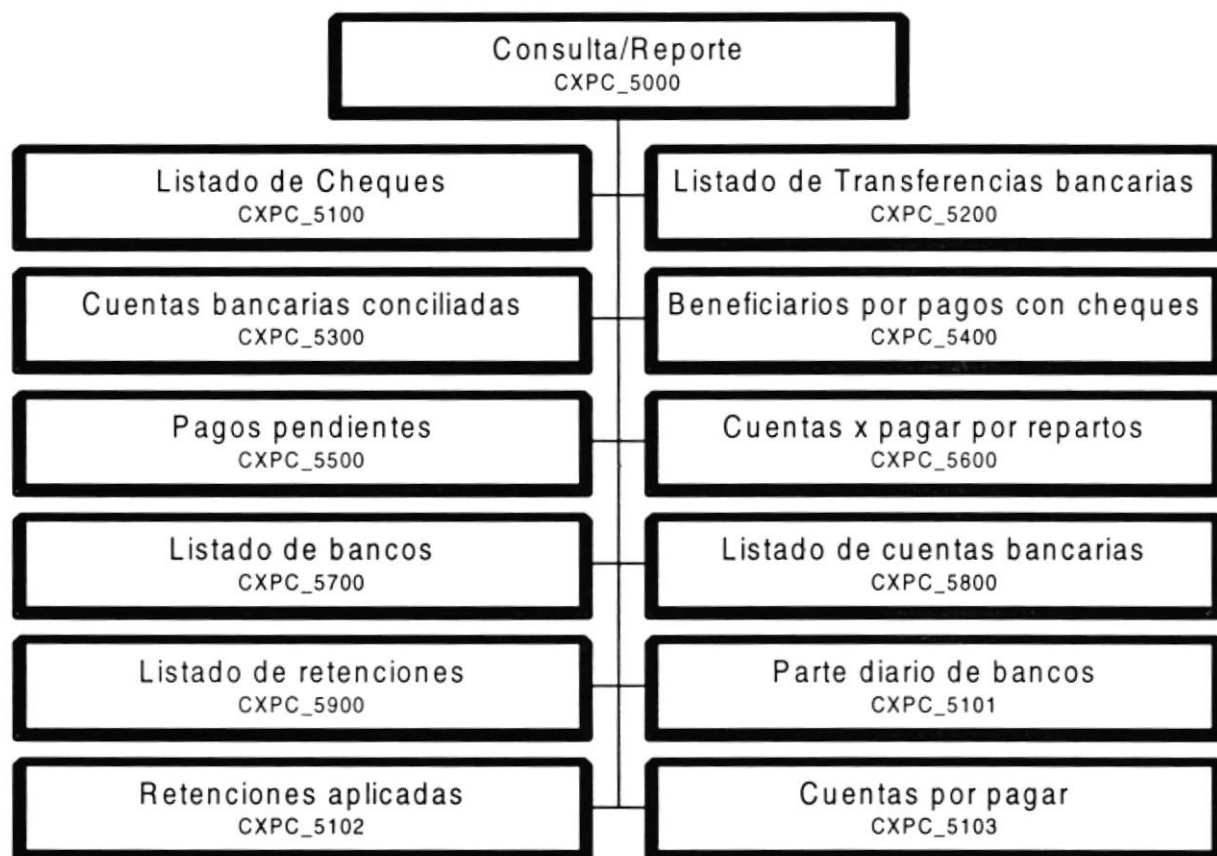 Consulta/Reporte
CXPC_5000
Listado de Cheques
CXPC_5100
Listado de Transferencias bancarias
CXPC_5200
Cuentas bancarias conciliadas
CXPC_5300
Beneficiarios por pagos con cheques
CXPC_5400
Pagos pendientes
CXPC_5500
Cuentas x pagar por repartos
CXPC_5600
Listado de bancos
CXPC_5700
Listado de cuentas bancarias
CXPC_5800
Listado de retenciones
CXPC_5900
Parte diario de bancos
CXPC_5101
Retenciones aplicadas
CXPC_5102
Cuentas por pagar
CXPC_5103